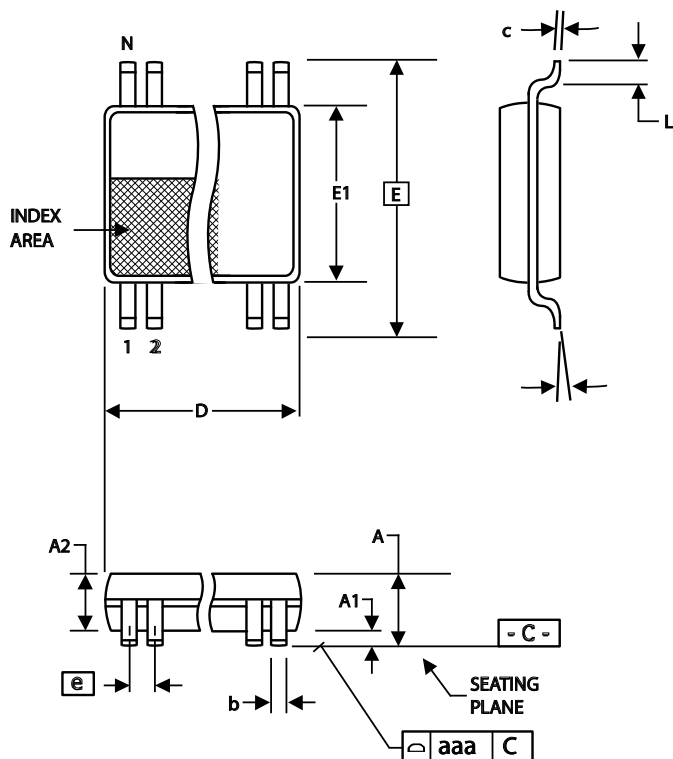 N
c
L
E1
E
INDEX
AREA
1 2
D
A2
A
A1
- C -
e
b
SEATING
PLANE
aaa C